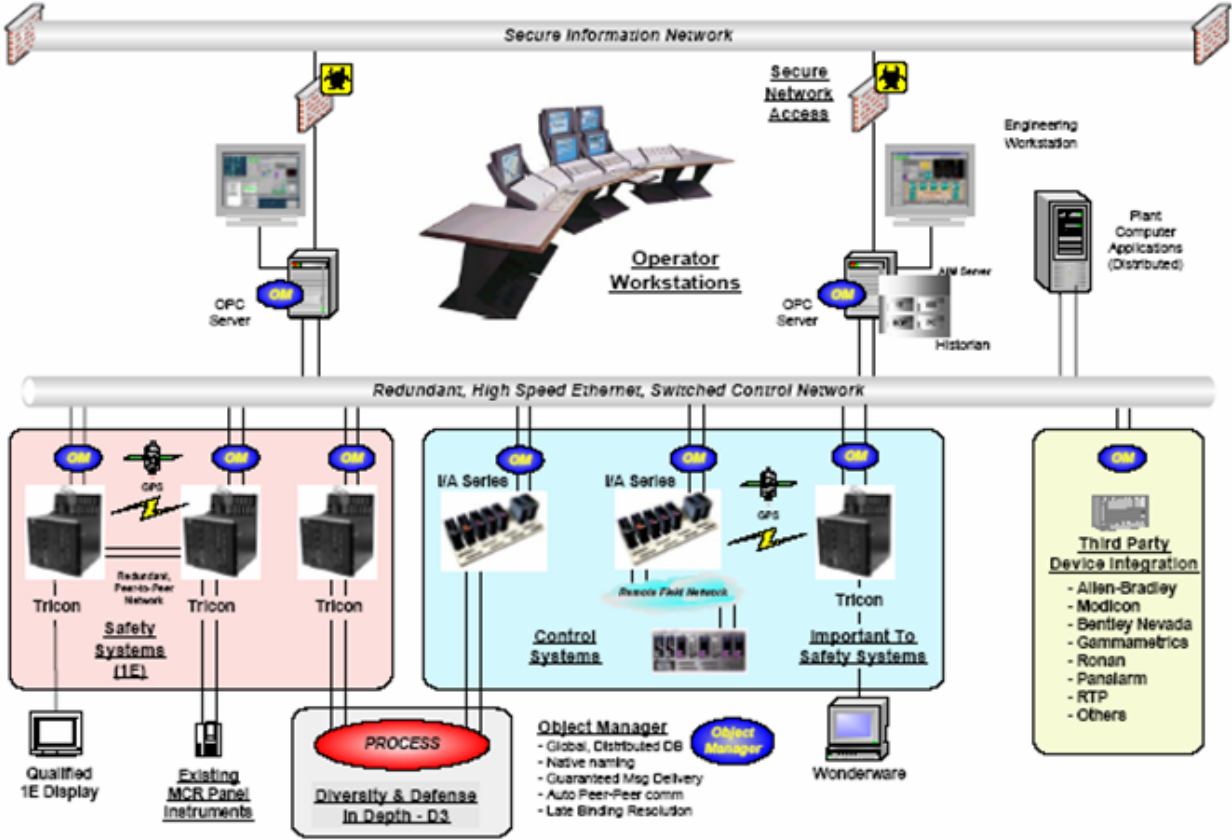 Secure Information Network
Secure
Network
Access
Engineering
Workstation
Plant
Computer
Applications
(Distributed)
Operator
Workstations
OM
OPC
Server
OM
OPC
Server
AIM Server
Historian
Redundant, High Speed Ethernet, Switched Control Network
OM
OM
OM
OM
OM
OM
OM
GPS
I/A Series
I/A Series
GPS
Redundant,
Peer-to-Peer
Network
Tricon
Tricon
Tricon
Safety
Systems
(1E)
Remote Field Network
Control
Systems
Tricon
Important To
Safety Systems
Third Party
Device Integration
- Allen-Bradley
- Modicon
- Bentley Nevada
- Gammametrics
- Ronan
- Panalarm
- RTP
- Others
Qualified
1E Display
Existing
MCR Panel
Instruments
PROCESS
Diversity & Defense
In Depth - D3
Object Manager
- Global, Distributed DB
- Native naming
- Guaranteed Msg Delivery
- Auto Peer-Peer comm
- Late Binding Resolution
Object
Manager
Wonderware